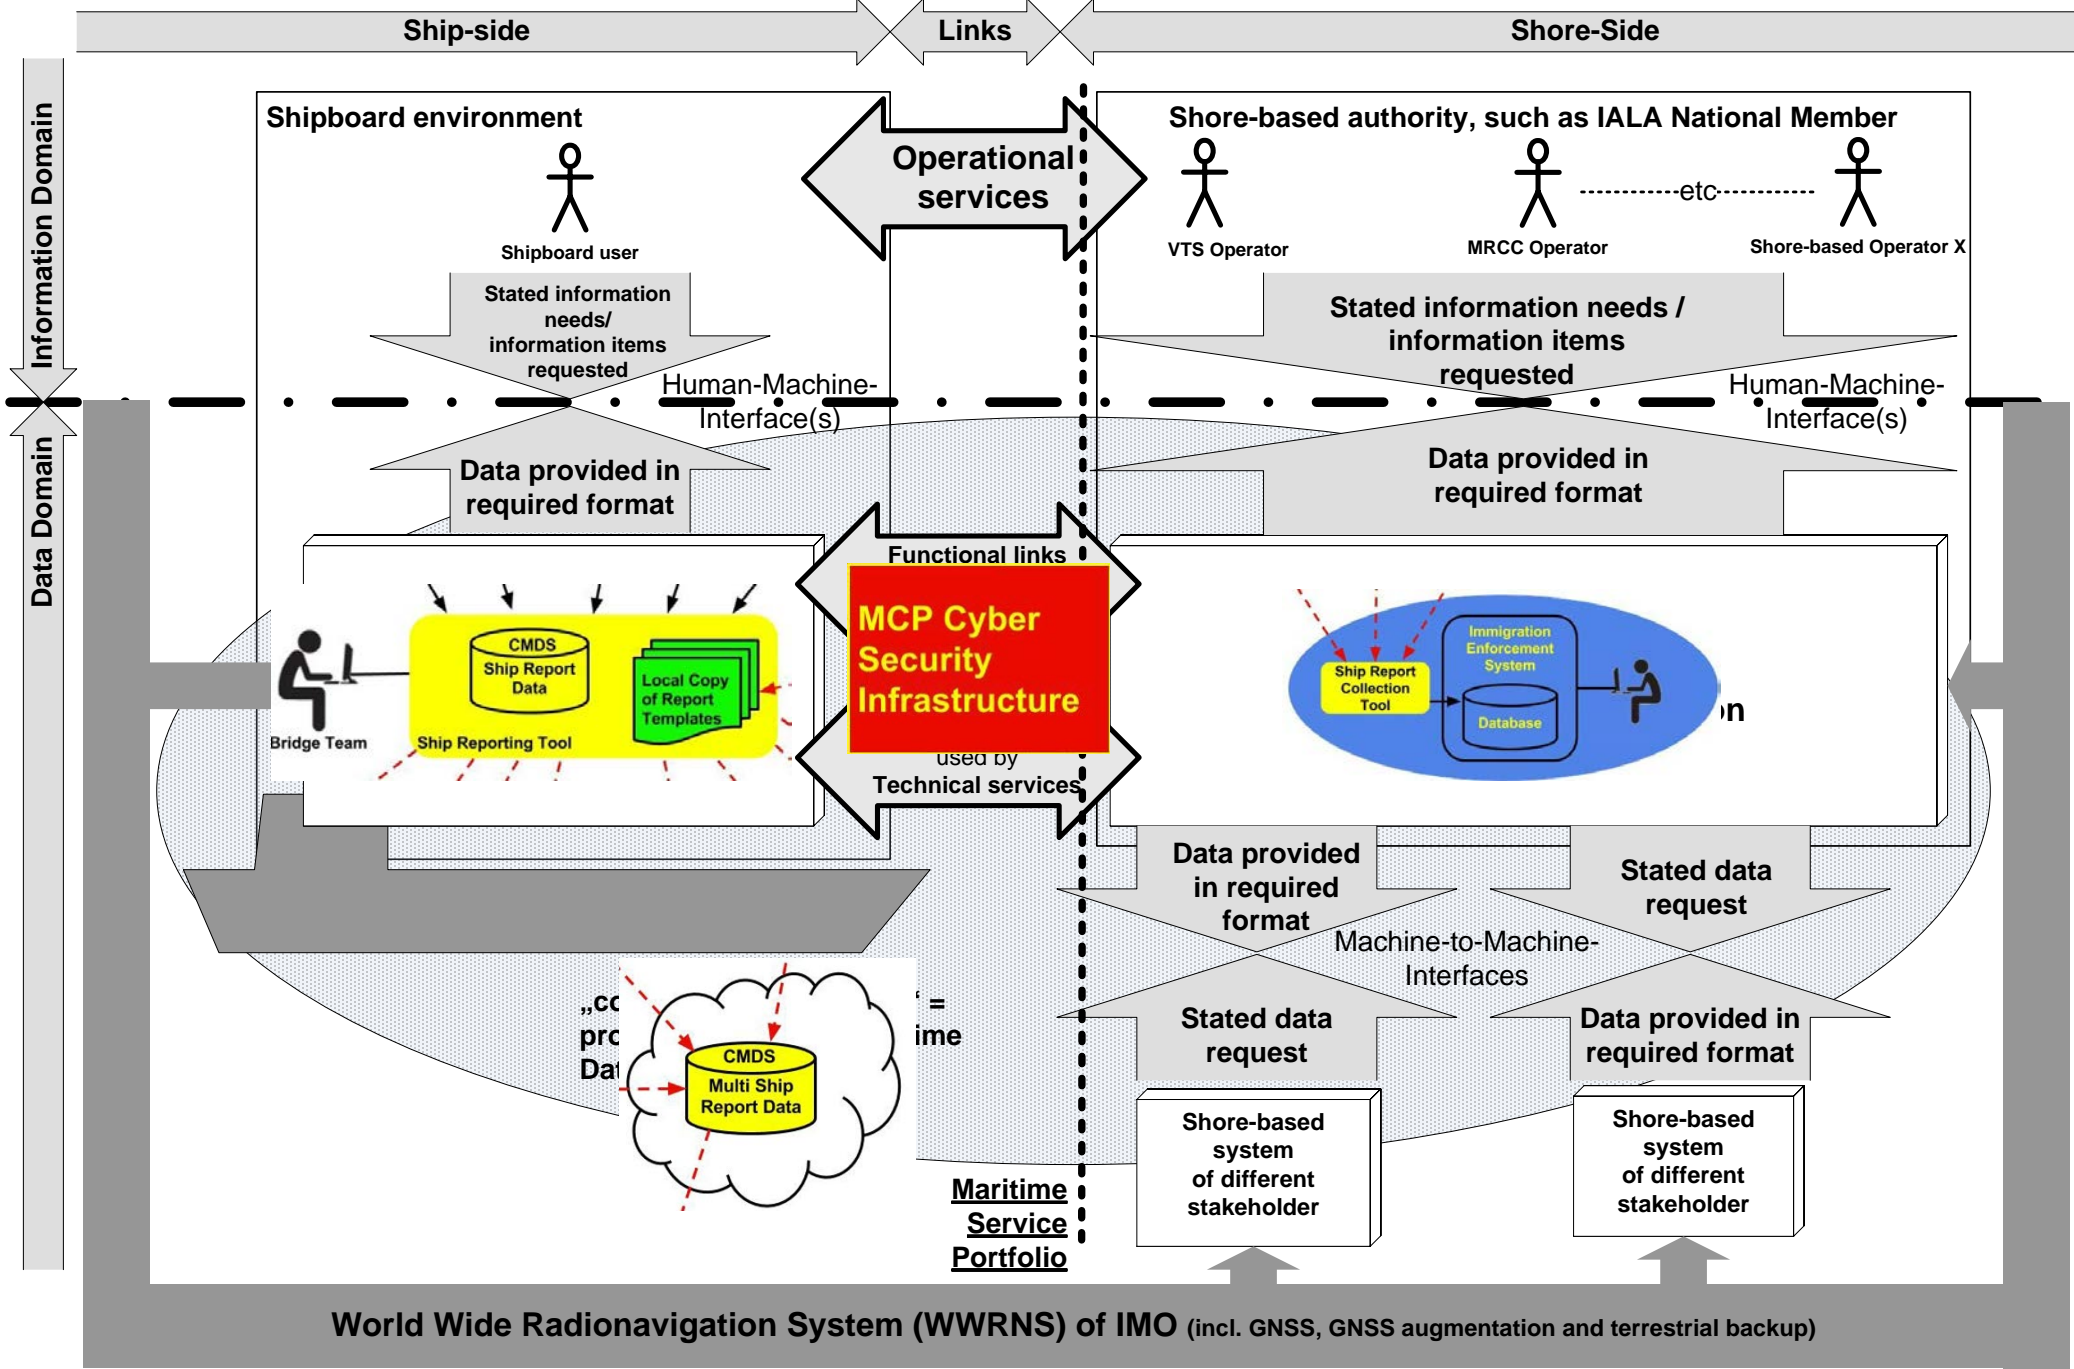 Ship-side
Links
Shore-Side
Information Domain
Data Domain
Shipboard environment
Shipboard user
Operational
services
Shore-based authority, such as IALA National Member
VTS Operator
MRCC Operator
etc
Shore-based Operator X
Stated information
needs/
information items
requested
Human-Machine-
Interface(s)
Data provided in
required format
Stated information needs /
information items
requested
Human-Machine-
Interface(s)
Data provided in
required format
Functional links
MCP Cyber
Security
Infrastructure
used by
Technical services
CMDS
Ship Report
Data
Local Copy
of Report
Templates
Bridge Team
Ship Reporting Tool
Immigration
Enforcement
System
Ship Report
Collection
Tool
Database
on
Data provided
in required
format
Stated data
request
Machine-to-Machine-
Interfaces
Stated data
request
Data provided in
required format
„co
“ =
pro
ime
Dat
CMDS
Multi Ship
Report Data
Shore-based
system
of different
stakeholder
Shore-based
system
of different
stakeholder
Maritime
Service
Portfolio
World Wide Radionavigation System (WWRNS) of IMO (incl. GNSS, GNSS augmentation and terrestrial backup)